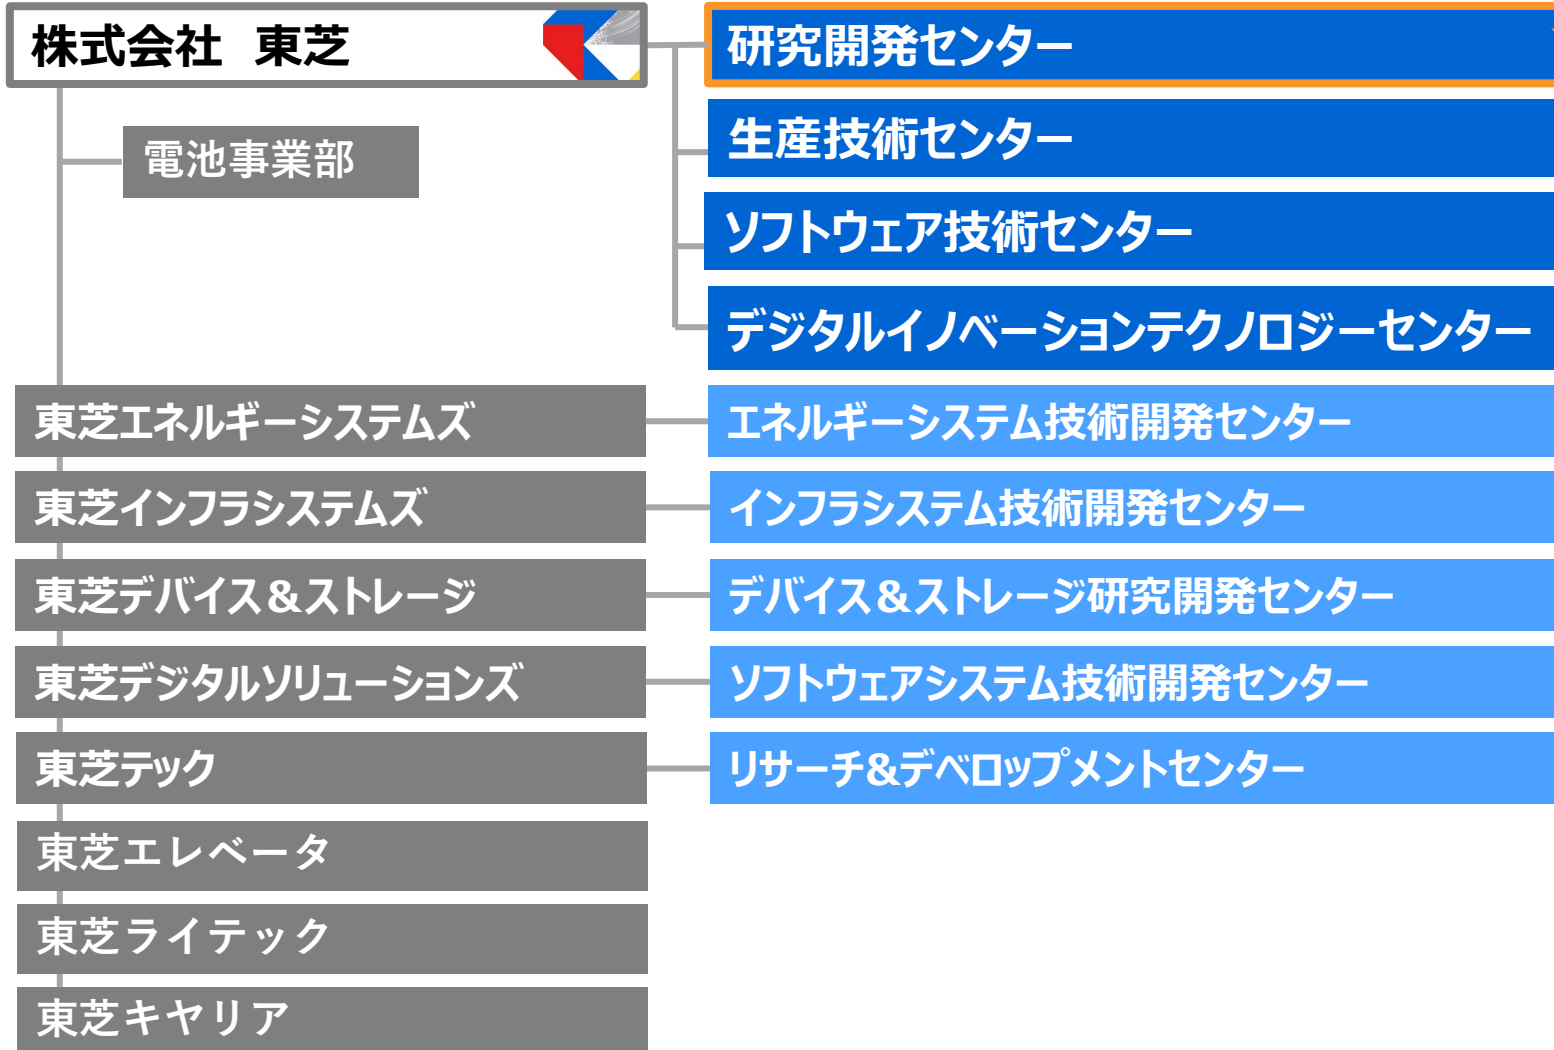 株式会社　東芝
研究開発センター
電池事業部
生産技術センター
ソフトウェア技術センター
デジタルイノベーションテクノロジーセンター
東芝エネルギーシステムズ
エネルギーシステム技術開発センター
東芝インフラシステムズ
インフラシステム技術開発センター
東芝デバイス＆ストレージ
デバイス＆ストレージ研究開発センター
東芝デジタルソリューションズ
ソフトウェアシステム技術開発センター
東芝テック
リサーチ&デベロップメントセンター
東芝エレベータ
東芝ライテック
東芝キヤリア